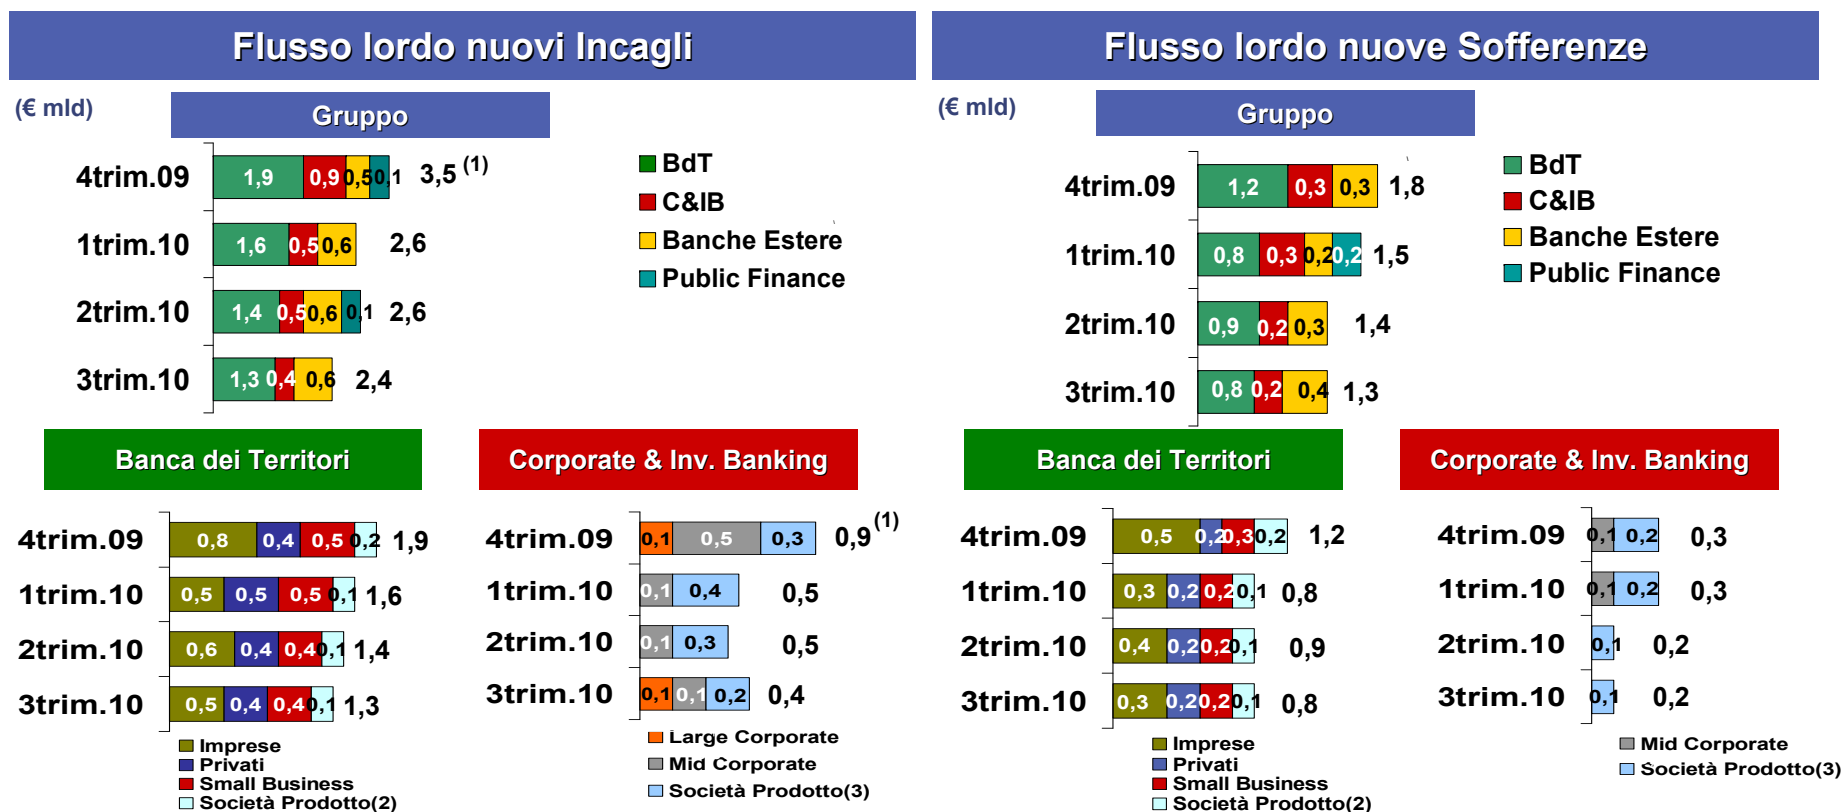 Flusso lordo nuovi Incagli
(€ mld)
Gruppo
4trim.09 1,9 0,9 0,5 0,1 3,5 (1)
1trim.10 1,6 0,5 0,6 2,6
2trim.10 1,4 0,5 0,6 0,1 2,6
3trim.10 1,3 0,4 0,6 2,4
BdT
C&IB
Banche Estere
Public Finance
Banca dei Territori
4trim.09 0,8 0,4 0,5 0,2 1,9
1trim.10 0,5 0,5 0,5 0,1 1,6
2trim.10 0,6 0,4 0,4 0,1 1,4
3trim.10 0,5 0,4 0,4 0,1 1,3
Imprese
Privati
Small Business
Società Prodotto(2)
Corporate & Inv. Banking
4trim.09 0,1 0,5 0,3 0,9 (1)
1trim.10 0,1 0,4 0,5
2trim.10 0,1 0,3 0,5
3trim.10 0,1 0,1 0,2 0,4
Large Corporate
Mid Corporate
Società Prodotto(3)
Flusso lordo nuove Sofferenze
(€ mld)
Gruppo
4trim.09 1,2 0,3 0,3 1,8
1trim.10 0,8 0,3 0,2 0,2 1,5
2trim.10 0,9 0,2 0,3 1,4
3trim.10 0,8 0,2 0,4 1,3
BdT
C&IB
Banche Estere
Public Finance
Banca dei Territori
4trim.09 0,5 0,2 0,3 0,2 1,2
1trim.10 0,3 0,2 0,2 0,1 0,8
2trim.10 0,4 0,2 0,2 0,1 0,9
3trim.10 0,3 0,2 0,2 0,1 0,8
Imprese
Privati
Small Business
Società Prodotto(2)
Corporate & Inv. Banking
4trim.09 0,1 0,2 0,3
1trim.10 0,1 0,2 0,3
2trim.10 0,1 0,2
3trim.10 0,1 0,2
Mid Corporate
Società Prodotto(3)